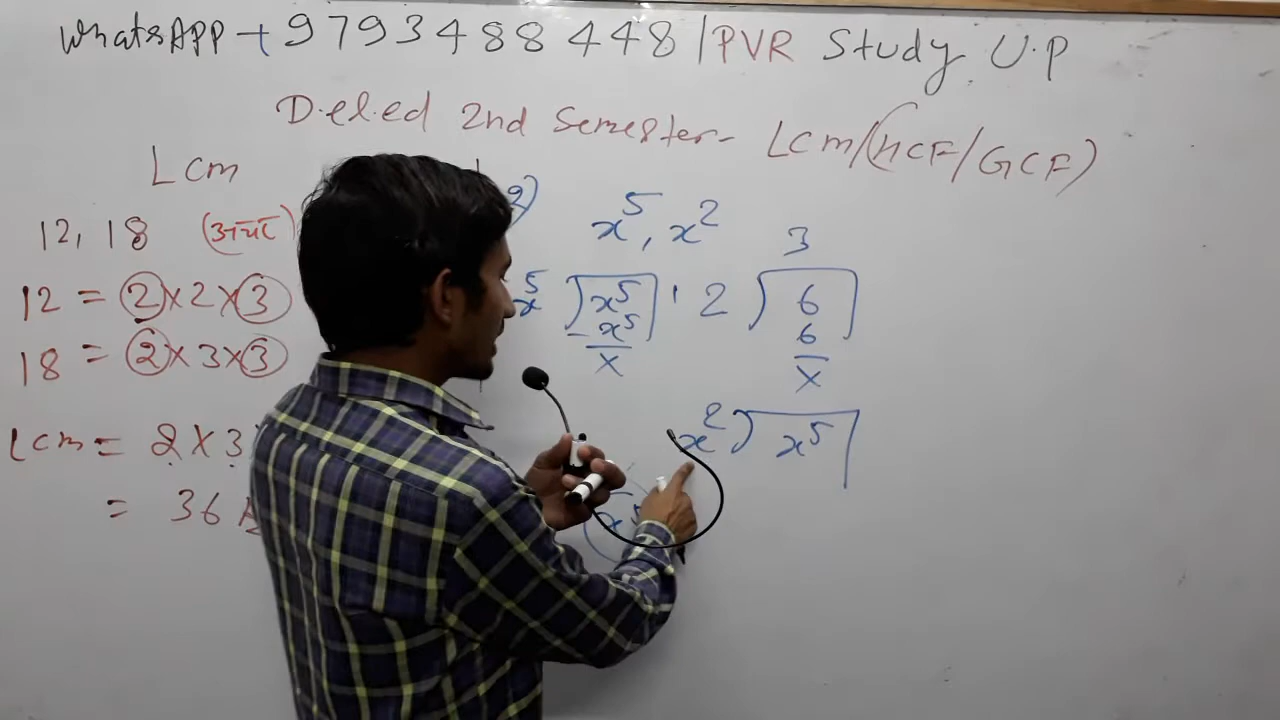 WhatsAPP - +9793488448 | PVR Study U.P
D.el.ed 2nd Semester - Lcm/(HCF/GCF)
Lcm
12, 18
12 = 2×2×3
18 = 2×3×3
Lcm = 2×3
= 36
2)
x⁵, x²
x⁵ ) x⁵
- x⁵
×
3
2 ) 6
6
×
x² ) x⁵